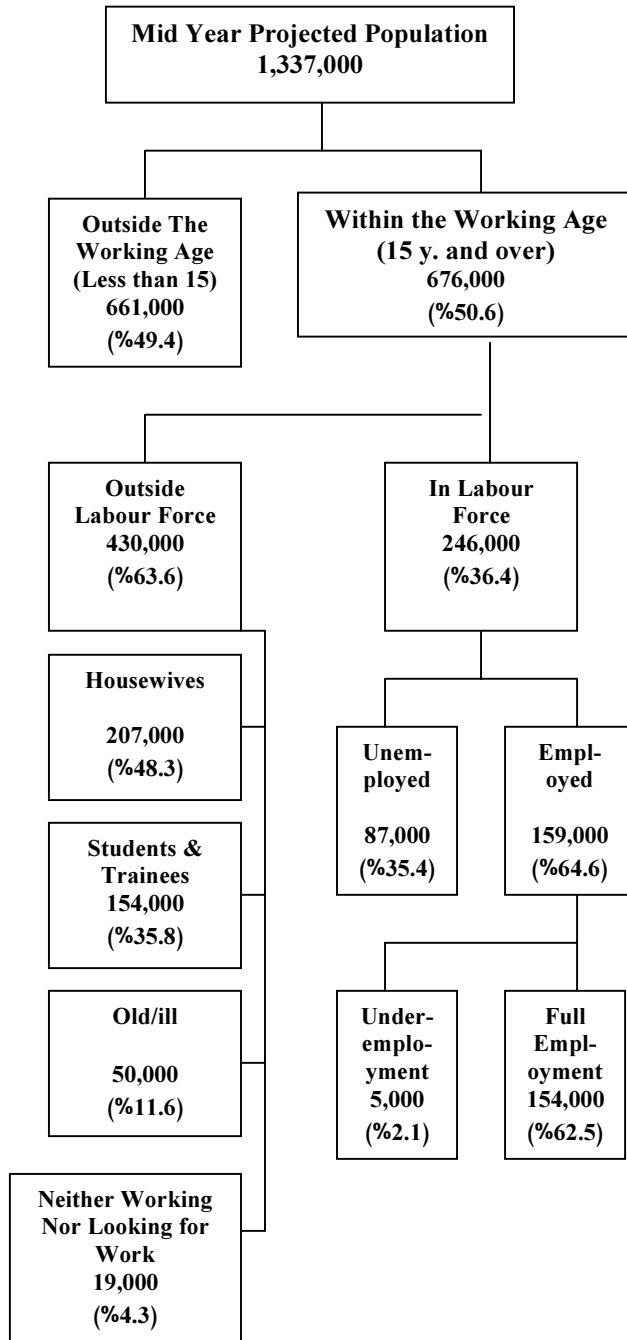 Mid Year Projected Population
1,337,000
Outside The
Working Age
(Less than 15)
661,000
(%49.4)
Within the Working Age
(15 y. and over)
676,000
(%50.6)
Outside
Labour Force
430,000
(%63.6)
In Labour
Force
246,000
(%36.4)
Housewives
207,000
(%48.3)
Students &
Trainees
154,000
(%35.8)
Old/ill
50,000
(%11.6)
Neither Working
Nor Looking for
Work
19,000
(%4.3)
Unem-
ployed
87,000
(%35.4)
Empl-
oyed
159,000
(%64.6)
Under-
emplo-
yment
5,000
(%2.1)
Full
Empl-
oyment
154,000
(%62.5)